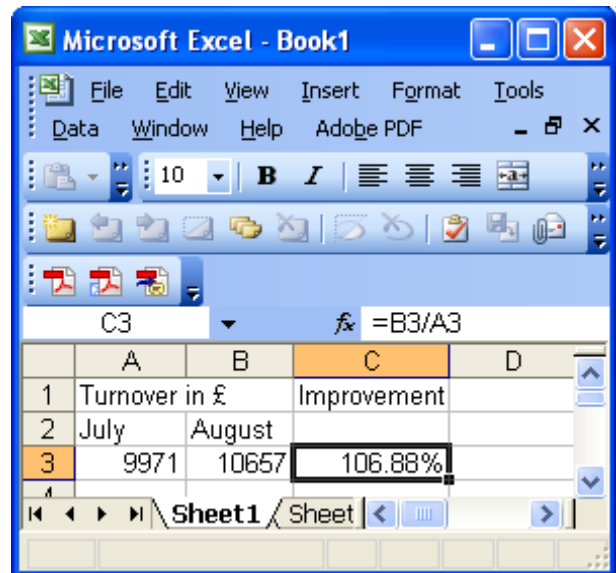 Microsoft Excel - Book1
File Edit View Insert Format Tools
Data Window Help Adobe PDF
10 B I
C3 fx =B3/A3
A B C D
1 Turnover in £ Improvement
2 July August
3 9971 10657 106.88%
Sheet1 Sheet